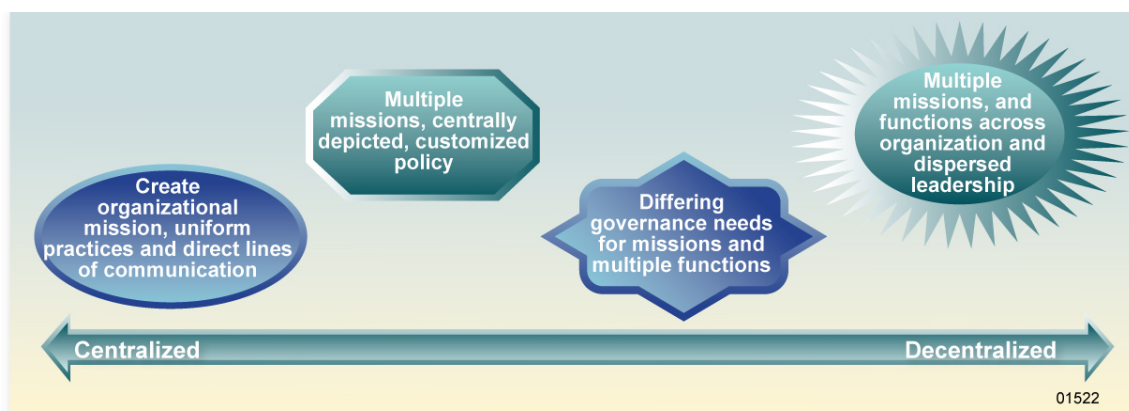 Create
organizational
mission, uniform
practices and direct lines
of communication
Multiple
missions, centrally
depicted, customized
policy
Differing
governance needs
for missions and
multiple functions
Multiple
missions, and
functions across
organization and
dispersed
leadership
Centralized
Decentralized
01522